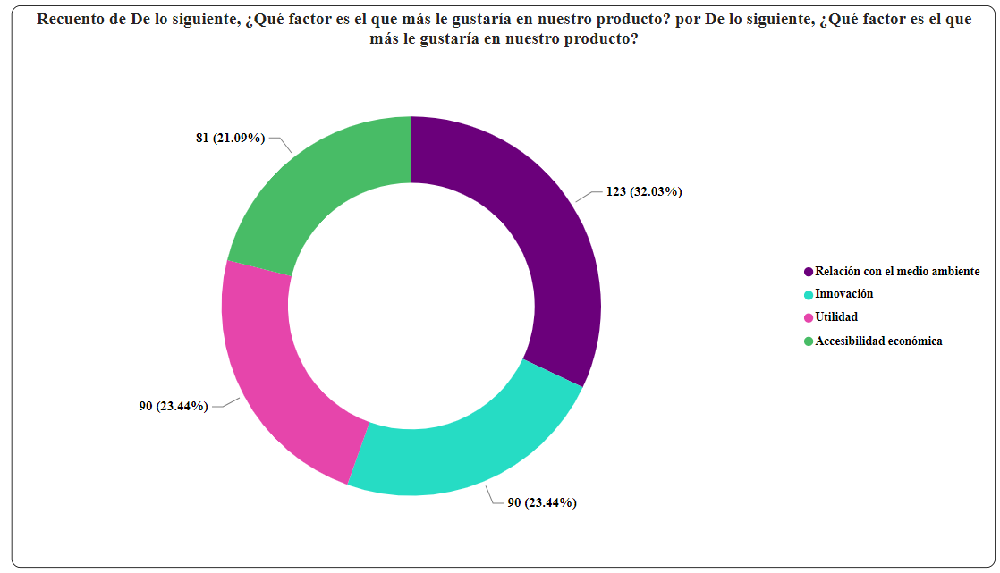 Recuento de De lo siguiente, ¿Qué factor es el que más le gustaría en nuestro producto? por De lo siguiente, ¿Qué factor es el que
más le gustaría en nuestro producto?
81 (21.09%)
123 (32.03%)
Relación con el medio ambiente
Innovación
Utilidad
Accesibilidad económica
90 (23.44%)
90 (23.44%)